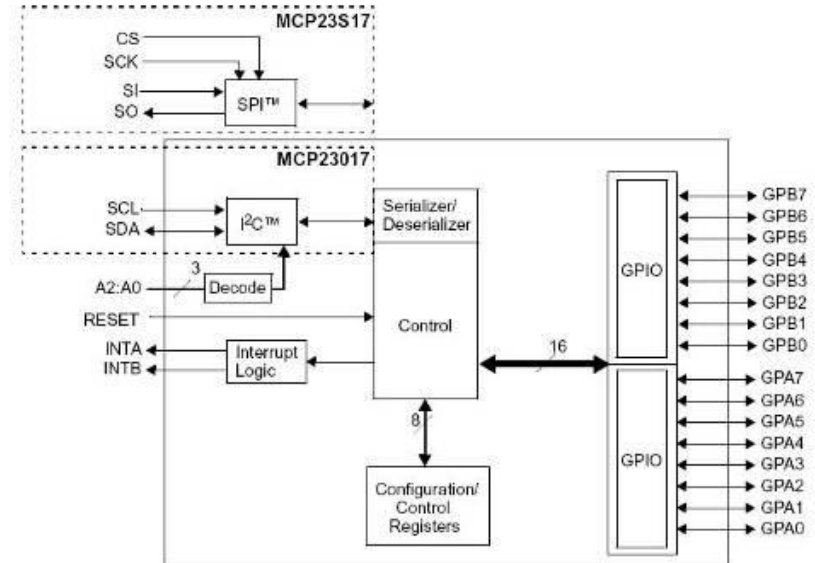 MCP23S17
CS
SCK
SI
SO
SPI™
MCP23017
SCL
SDA
I²C™
Serializer/
Deserializer
3
A2:A0
Decode
RESET
Control
INTA
INTB
Interrupt
Logic
16
8
Configuration/
Control
Registers
GPIO
GPB7
GPB6
GPB5
GPB4
GPB3
GPB2
GPB1
GPB0
GPIO
GPA7
GPA6
GPA5
GPA4
GPA3
GPA2
GPA1
GPA0